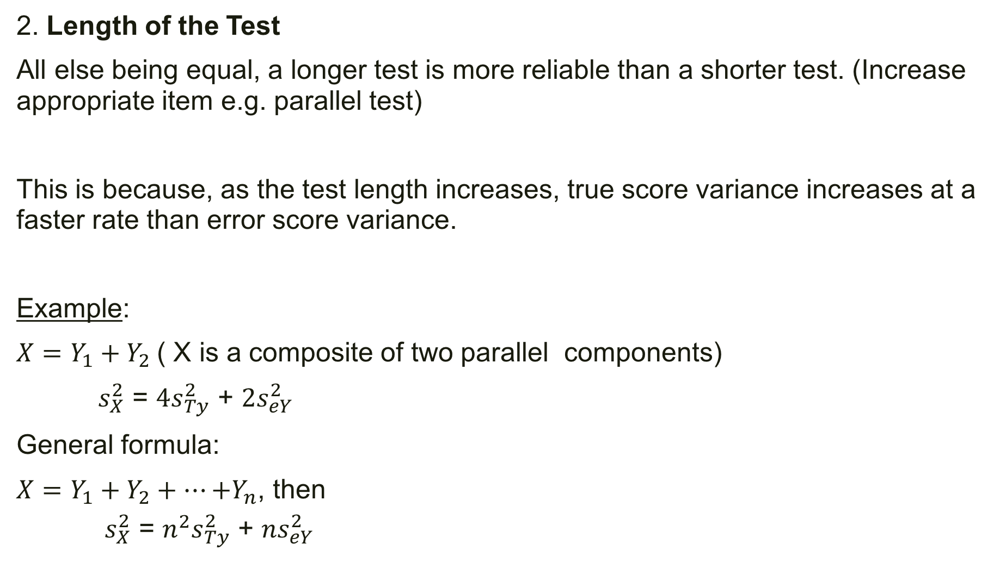 2. Length of the Test
All else being equal, a longer test is more reliable than a shorter test. (Increase
appropriate item e.g. parallel test)
This is because, as the test length increases, true score variance increases at a
faster rate than error score variance.
Example:
$X = Y_1 + Y_2$ ( X is a composite of two parallel components)
$s_X^2 = 4s_{Ty}^2 + 2s_{eY}^2$
General formula:
$X = Y_1 + Y_2 + \cdots + Y_n$, then
$s_X^2 = n^2 s_{Ty}^2 + n s_{eY}^2$